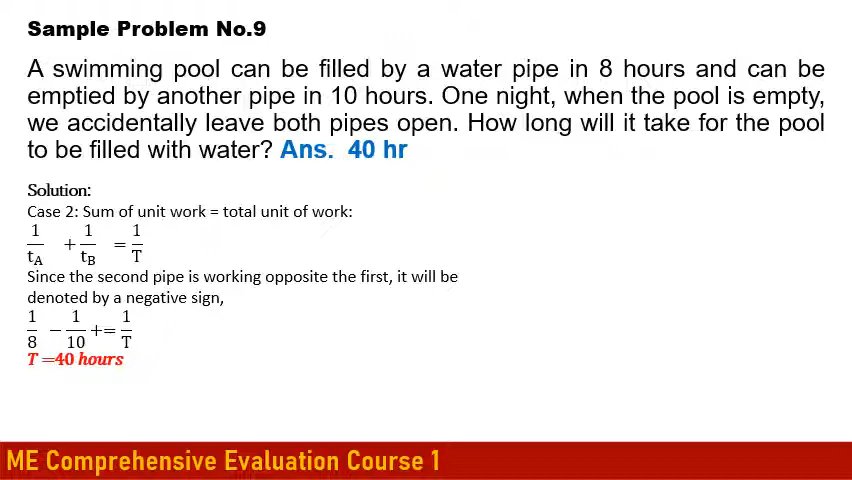 Sample Problem No.9
A swimming pool can be filled by a water pipe in 8 hours and can be
emptied by another pipe in 10 hours. One night, when the pool is empty,
we accidentally leave both pipes open. How long will it take for the pool
to be filled with water? Ans. 40 hr
Solution:
Case 2: Sum of unit work = total unit of work:
1/t_A + 1/t_B = 1/T
Since the second pipe is working opposite the first, it will be
denoted by a negative sign,
1/8 − 1/10 += 1/T
T =40 hours
ME Comprehensive Evaluation Course 1